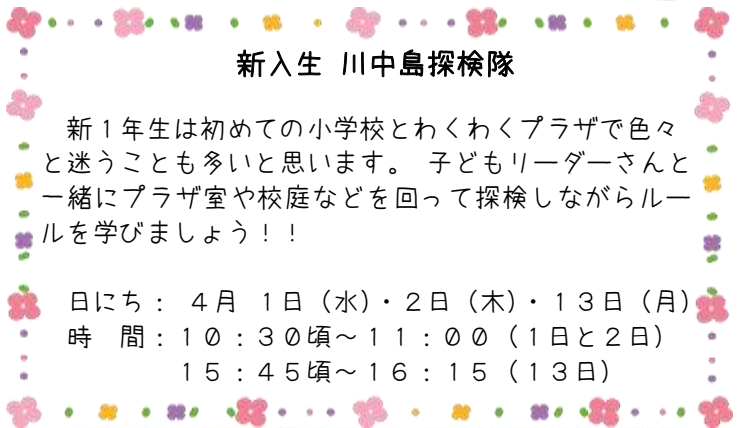 新入生 川中島探検隊
新１年生は初めての小学校とわくわくプラザで色々
と迷うことも多いと思います。 子どもリーダーさんと
一緒にプラザ室や校庭などを回って探検しながらルー
ルを学びましょう！！
日にち： ４月 １日（水）・２日（木）・１３日（月）
時　間：１０：３０頃～１１：００（１日と２日）
１５：４５頃～１６：１５（１３日）